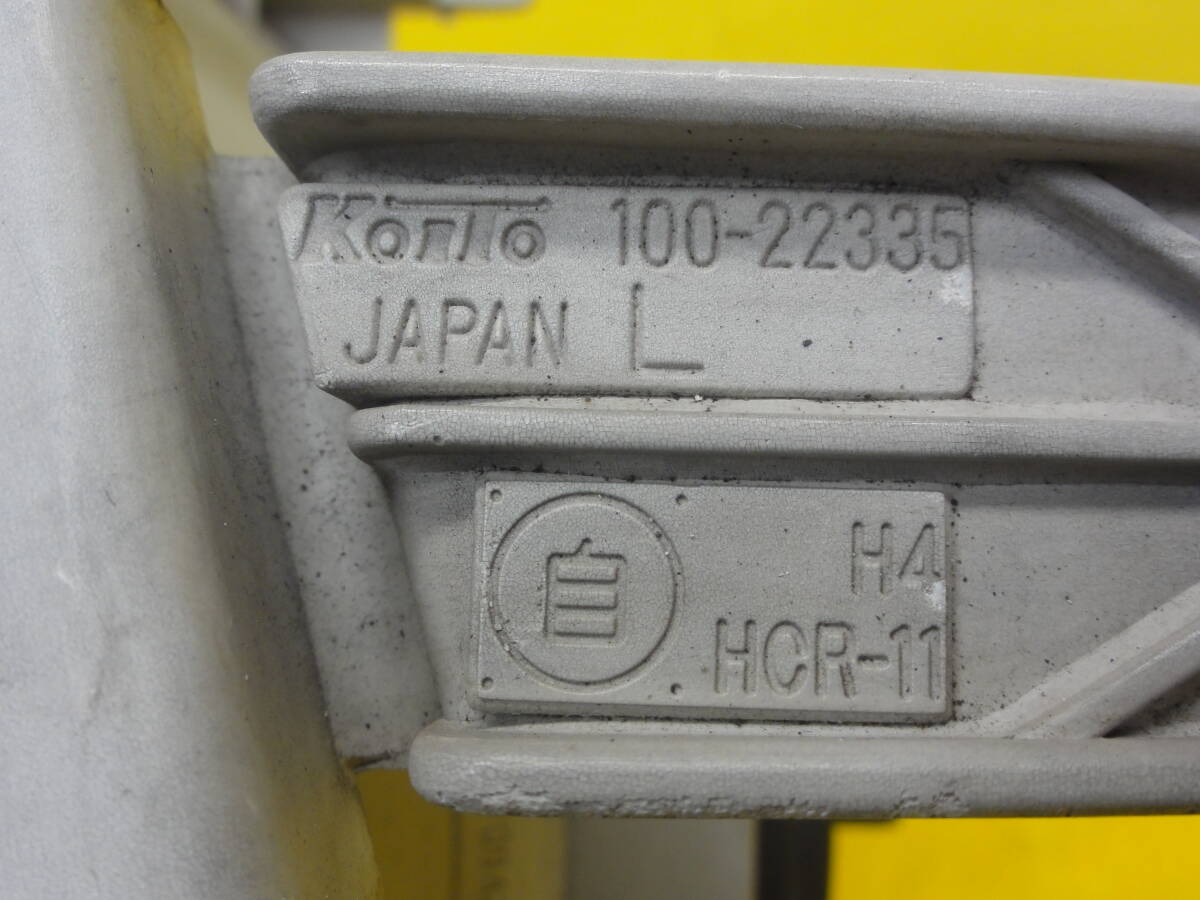 KOITO 100-22335
JAPAN L
自 H4
HCR-11